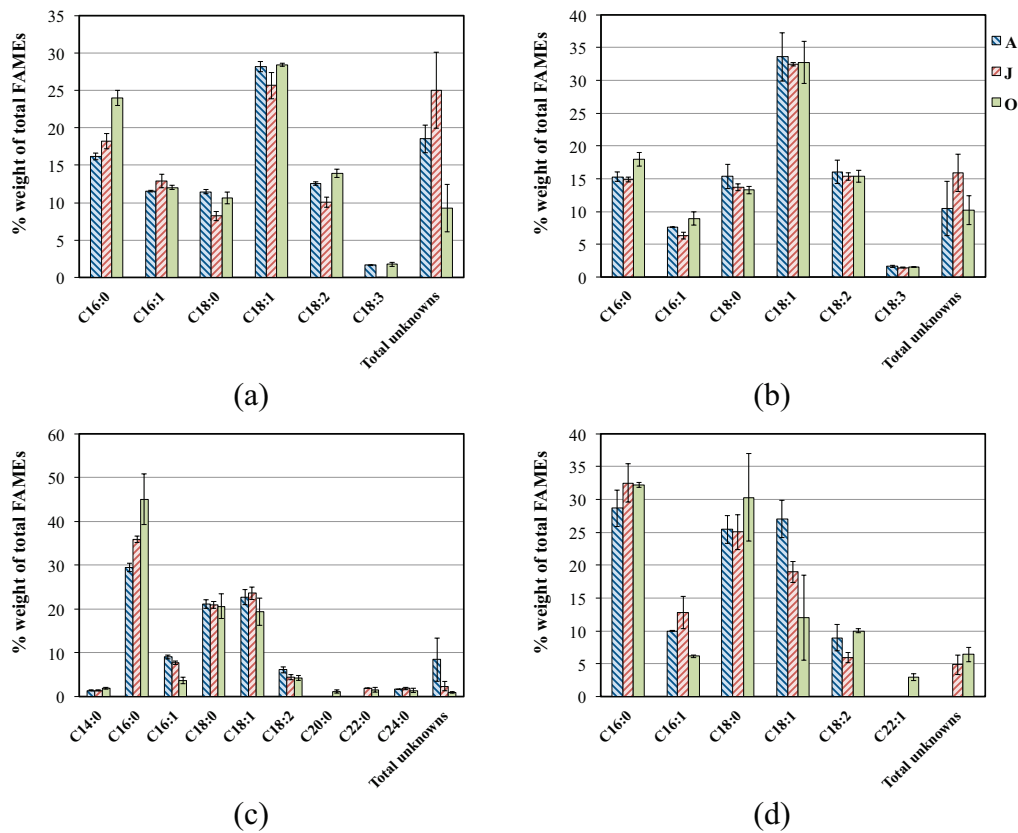 % weight of total FAMEs
35
30
25
20
15
10
5
0
C16:0
C16:1
C18:0
C18:1
C18:2
C18:3
Total unknowns
(a)
% weight of total FAMEs
40
35
30
25
20
15
10
5
0
C16:0
C16:1
C18:0
C18:1
C18:2
C18:3
Total unknowns
A
J
O
(b)
% weight of total FAMEs
60
50
40
30
20
10
0
C14:0
C16:0
C16:1
C18:0
C18:1
C18:2
C20:0
C22:0
C24:0
Total unknowns
(c)
% weight of total FAMEs
40
35
30
25
20
15
10
5
0
C16:0
C16:1
C18:0
C18:1
C18:2
C22:1
Total unknowns
(d)